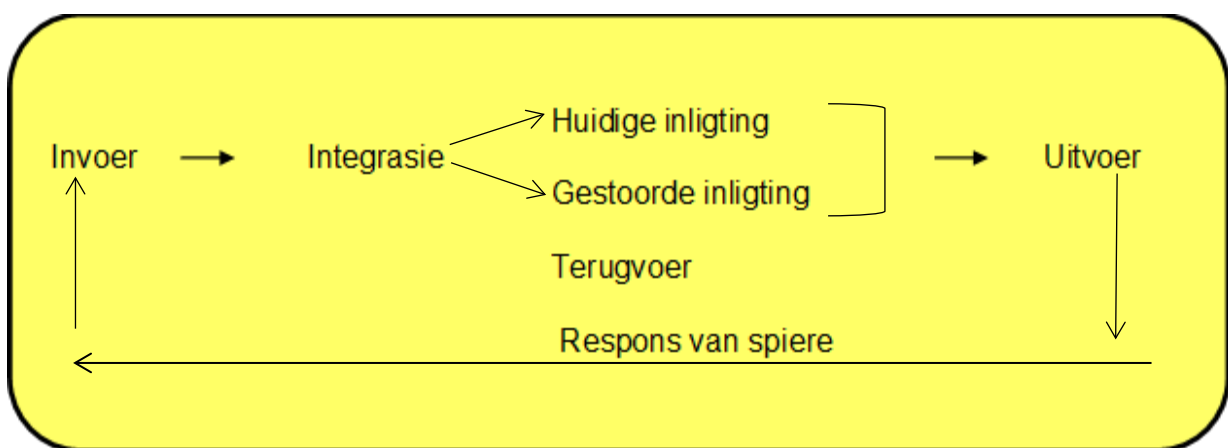 Huidige inligting
Invoer Integrasie Uitvoer
Gestoorde inligting
Terugvoer
Respons van spiere